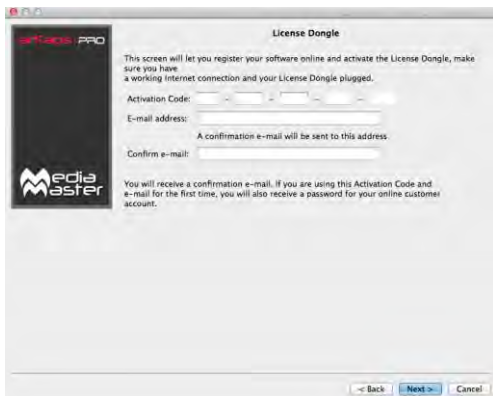 License Dongle
arkaos PRO
This screen will let you register your software online and activate the License Dongle, make
sure you have
a working Internet connection and your License Dongle plugged.
Activation Code: - - - -
E-mail address:
A confirmation e-mail will be sent to this address
Confirm e-mail:
Media
Master
You will receive a confirmation e-mail. If you are using this Activation Code and
e-mail for the first time, you will also receive a password for your online customer
account.
< Back Next > Cancel